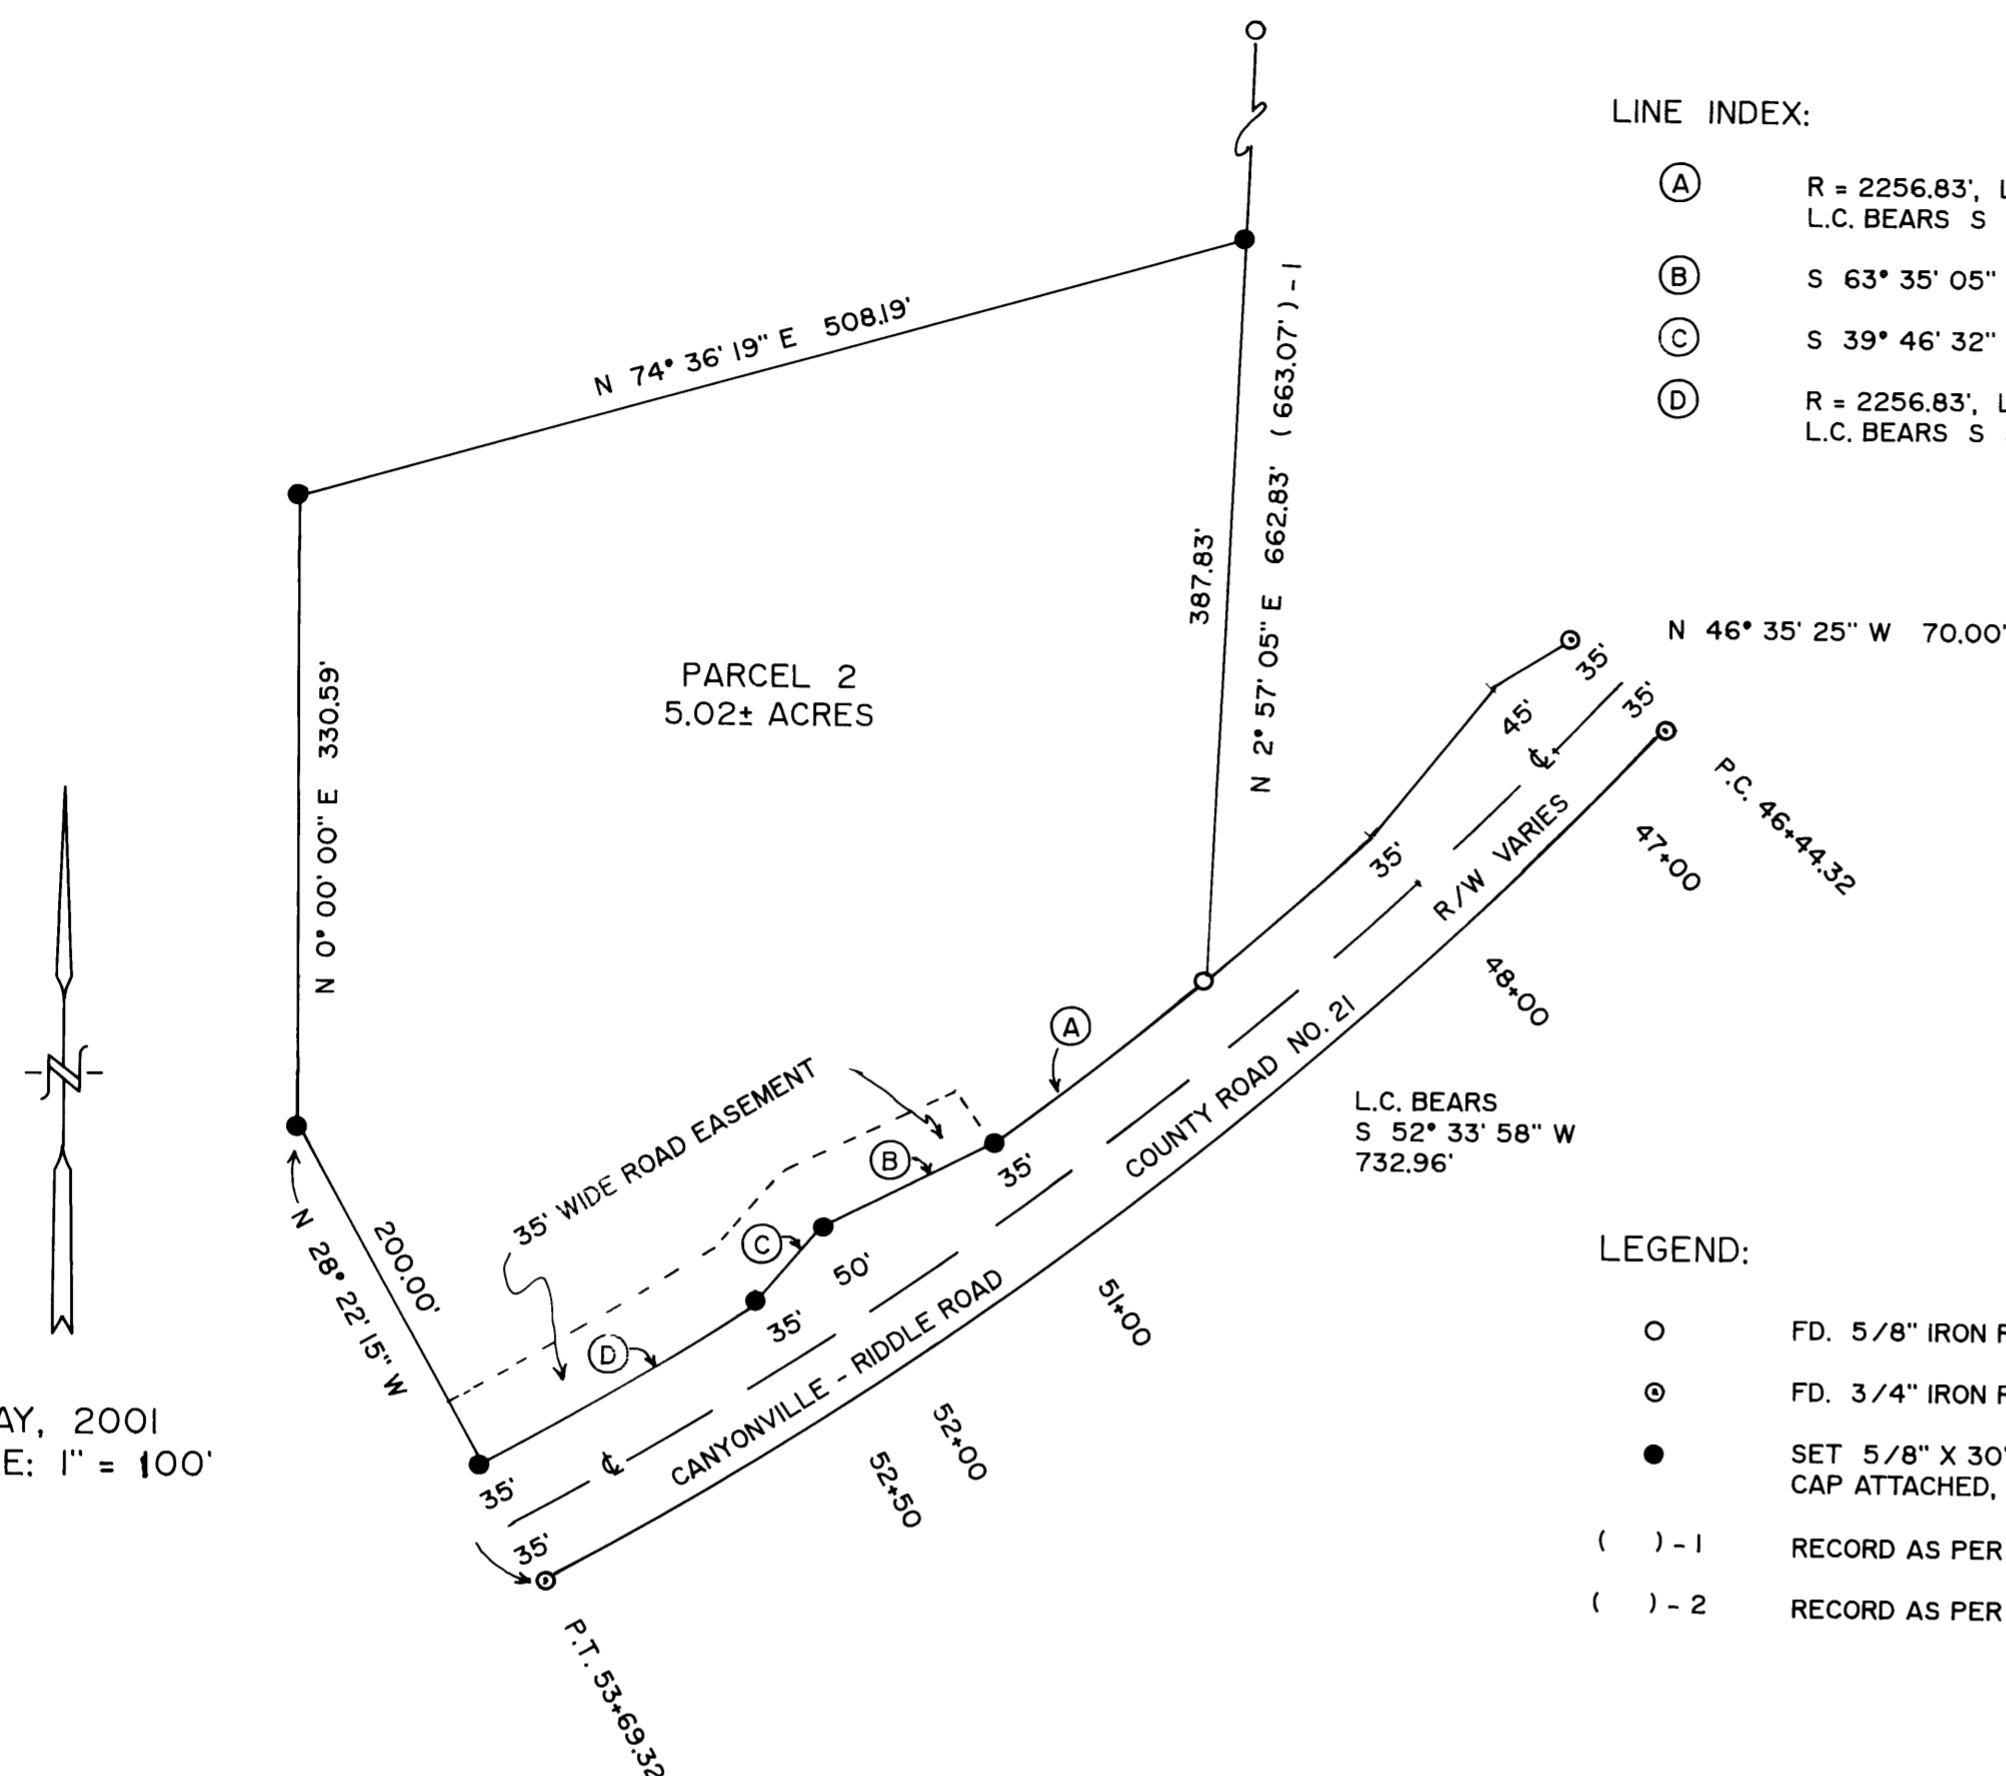 LINE INDEX:
A
R = 2256.83', L
L.C. BEARS S
B
S 63° 35' 05"
C
S 39° 46' 32"
D
R = 2256.83', L
L.C. BEARS S
N 74° 36' 19" E 508.19'
387.83'
N 2° 57' 05" E 662.83' (663.07')-1
N 0° 00' 00" E 330.59'
PARCEL 2
5.02± ACRES
N 46° 35' 25" W 70.00'
35'
35'
45'
℄
P.C. 46+44.32
47+00
R/W VARIES
35'
48+00
A
35' WIDE ROAD EASEMENT
B
35'
COUNTY ROAD NO. 21
L.C. BEARS
S 52° 33' 58" W
732.96'
-N-
200.00'
N 28° 22' 15" W
C
50'
35'
D
CANYONVILLE - RIDDLE ROAD
51+00
52+00
52+50
℄
35'
35'
P.T. 53+69.32
AY, 2001
E: 1" = 100'
LEGEND:
FD. 5/8" IRON R
FD. 3/4" IRON R
SET 5/8" X 30"
CAP ATTACHED,
( )-1 RECORD AS PER
( )-2 RECORD AS PER